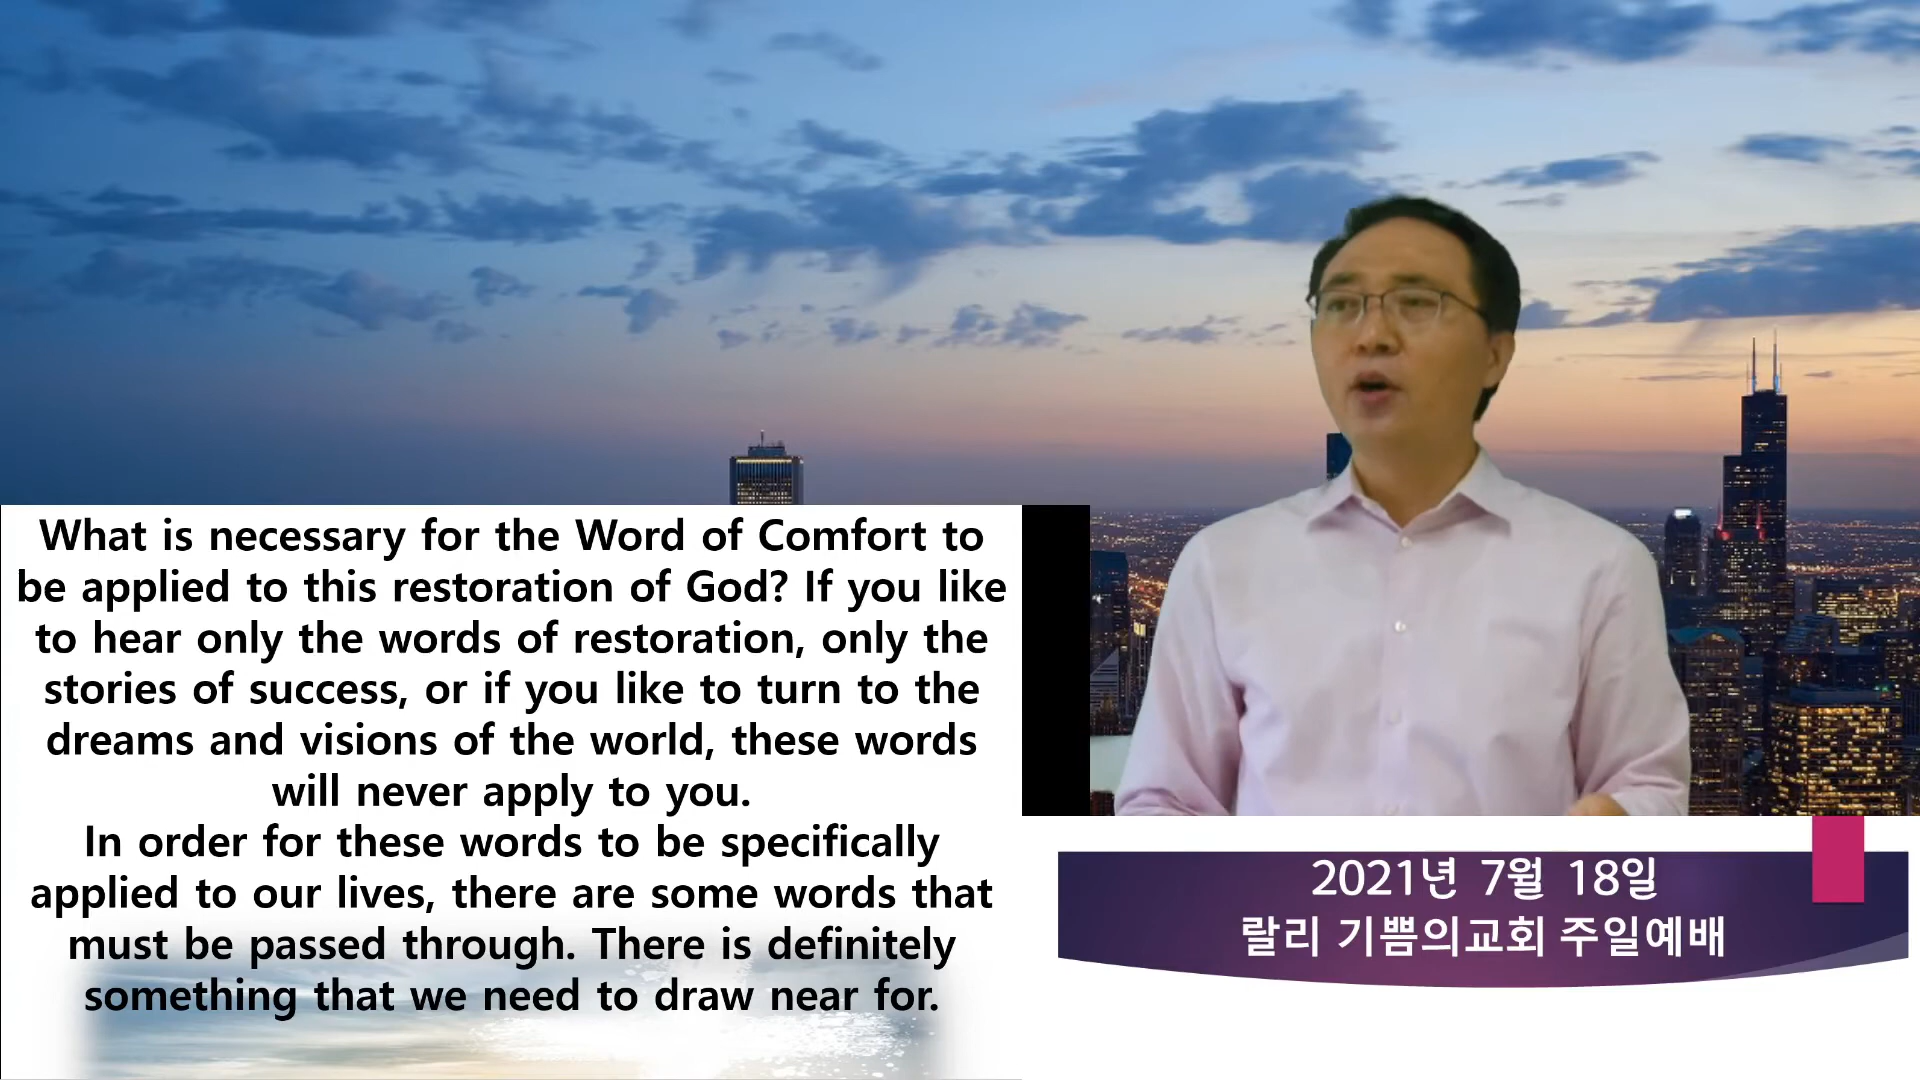 What is necessary for the Word of Comfort to
be applied to this restoration of God? If you like
to hear only the words of restoration, only the
stories of success, or if you like to turn to the
dreams and visions of the world, these words
will never apply to you.
In order for these words to be specifically
applied to our lives, there are some words that
must be passed through. There is definitely
something that we need to draw near for.
2021년 7월 18일
랄리 기쁨의교회 주일예배